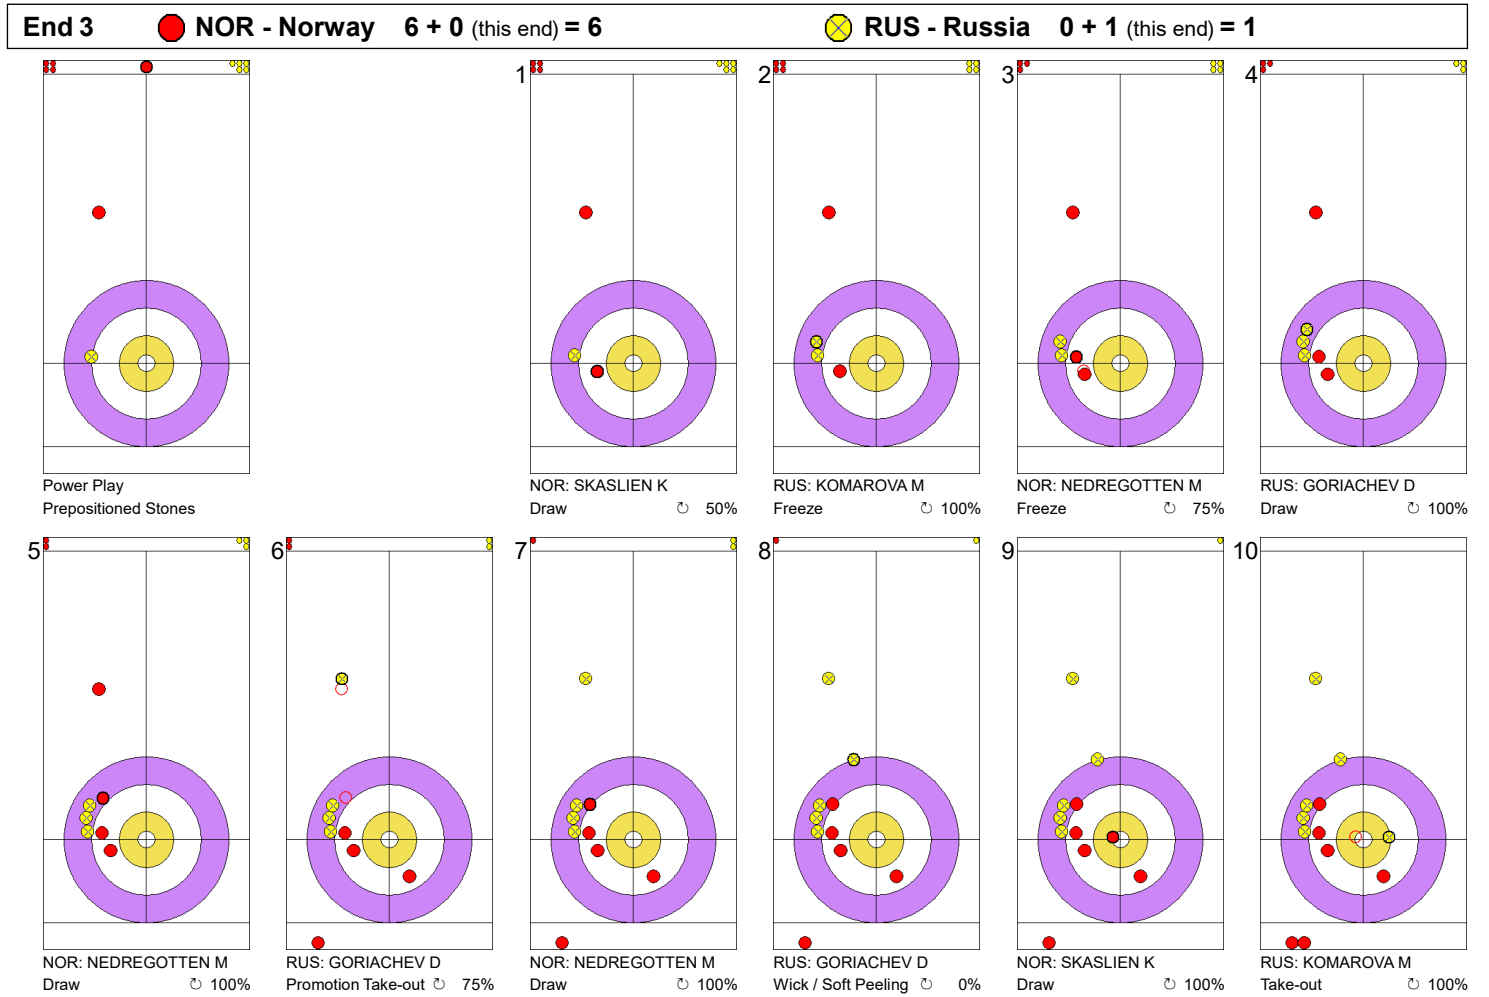 End 3 NOR - Norway 6 + 0 (this end) = 6 RUS - Russia 0 + 1 (this end) = 1
1 2 3 4
Power Play
Prepositioned Stones
NOR: SKASLIEN K
Draw ↻ 50%
RUS: KOMAROVA M
Freeze ↻ 100%
NOR: NEDREGOTTEN M
Freeze ↻ 75%
RUS: GORIACHEV D
Draw ↻ 100%
5 6 7 8 9 10
NOR: NEDREGOTTEN M
Draw ↻ 100%
RUS: GORIACHEV D
Promotion Take-out ↻ 75%
NOR: NEDREGOTTEN M
Draw ↻ 100%
RUS: GORIACHEV D
Wick / Soft Peeling ↻ 0%
NOR: SKASLIEN K
Draw ↻ 100%
RUS: KOMAROVA M
Take-out ↻ 100%